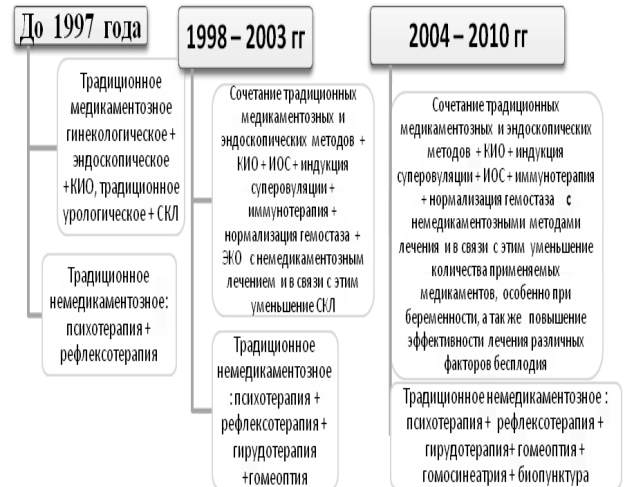 До 1997 года
Традиционное
медикаментозное
гинекологическое +
эндоскопическое
+КИО, традиционное
урологическое + СКЛ
Традиционное
немедикаментозное:
психотерапия +
рефлексотерапия
1998 – 2003 гг
Сочетание традиционных
медикаментозных и
эндоскопических методов +
КИО + ИОС + индукция
суперовуляции +
иммунотерапия +
нормализация гемостаза +
ЭКО с немедикаментозным
лечением и в связи с этим
уменьшение СКЛ
Традиционное
немедикаментозное
:психотерапия +
рефлексотерапия +
гирудотерапия
+гомеоптия
2004 – 2010 гг
Сочетание традиционных
медикаментозных и эндоскопических
методов + КИО + индукция
суперовуляции + ИОС + иммунотерапия
+ нормализация гемостаза с
немедикаментозными методами
лечения и в связи с этим уменьшение
количества применяемых
медикаментов, особенно при
беременности, а так же повышение
эффективности лечения различных
факторов бесплодия
Традиционное немедикаментозное :
психотерапия + рефлексотерапия +
гирудотерапия+ гомеоптия +
гомосинеатрия + биопунктура